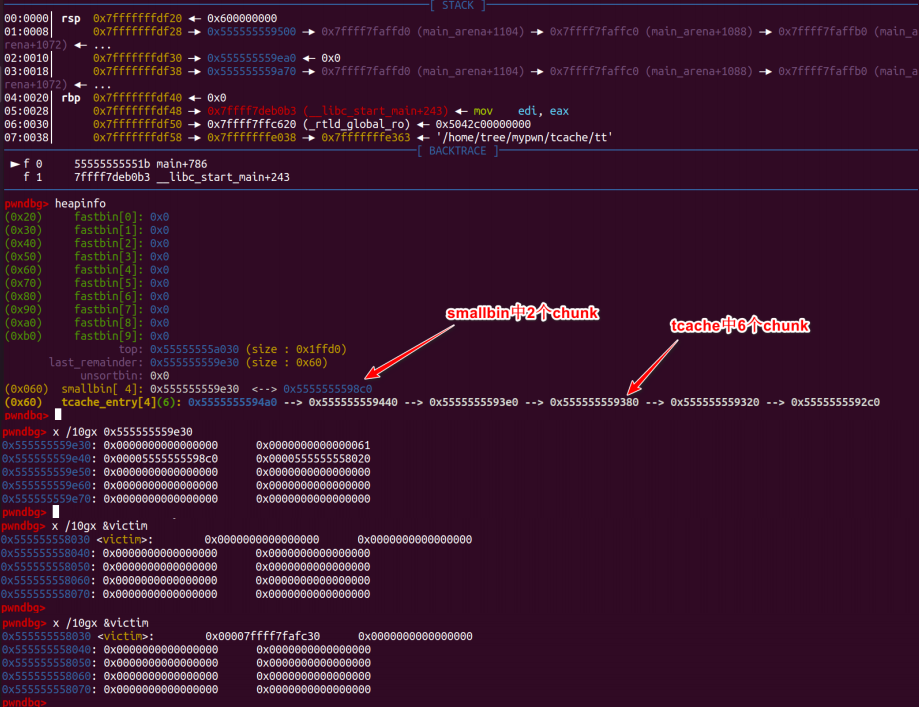 [ STACK ]
00:0000│ rsp 0x7fffffffdf20 ◂— 0x600000000
01:0008│ 0x7fffffffdf28 —▸ 0x555555559500 —▸ 0x7ffff7faffd0 (main_arena+1104) —▸ 0x7ffff7faffc0 (main_arena+1088) —▸ 0x7ffff7faffb0 (main_a
rena+1072) ◂— ...
02:0010│ 0x7fffffffdf30 —▸ 0x555555559ea0 ◂— 0x0
03:0018│ 0x7fffffffdf38 —▸ 0x555555559a70 —▸ 0x7ffff7faffd0 (main_arena+1104) —▸ 0x7ffff7faffc0 (main_arena+1088) —▸ 0x7ffff7faffb0 (main_a
rena+1072) ◂— ...
04:0020│ rbp 0x7fffffffdf40 ◂— 0x0
05:0028│ 0x7fffffffdf48 —▸ 0x7ffff7deb0b3 (__libc_start_main+243) ◂— mov edi, eax
06:0030│ 0x7fffffffdf50 —▸ 0x7ffff7ffc620 (_rtld_global_ro) ◂— 0x5042c00000000
07:0038│ 0x7fffffffdf58 —▸ 0x7fffffffe038 —▸ 0x7fffffffe363 ◂— '/home/tree/mypwn/tcache/tt'
[ BACKTRACE ]
► f 0 55555555551b main+786
f 1 7ffff7deb0b3 __libc_start_main+243
pwndbg> heapinfo
(0x20) fastbin[0]: 0x0
(0x30) fastbin[1]: 0x0
(0x40) fastbin[2]: 0x0
(0x50) fastbin[3]: 0x0
(0x60) fastbin[4]: 0x0
(0x70) fastbin[5]: 0x0
(0x80) fastbin[6]: 0x0
(0x90) fastbin[7]: 0x0
(0xa0) fastbin[8]: 0x0
(0xb0) fastbin[9]: 0x0
smallbin中2个chunk
tcache中6个chunk
top: 0x55555555a030 (size : 0x1ffd0)
last_remainder: 0x555555559e30 (size : 0x60)
unsortbin: 0x0
(0x060) smallbin[ 4]: 0x555555559e30 <--> 0x5555555598c0
(0x60) tcache_entry[4](6): 0x5555555594a0 --> 0x555555559440 --> 0x5555555593e0 --> 0x555555559380 --> 0x555555559320 --> 0x5555555592c0
pwndbg>
pwndbg> x /10gx 0x555555559e30
0x555555559e30: 0x0000000000000000 0x0000000000000061
0x555555559e40: 0x00005555555598c0 0x0000555555558020
0x555555559e50: 0x0000000000000000 0x0000000000000000
0x555555559e60: 0x0000000000000000 0x0000000000000000
0x555555559e70: 0x0000000000000000 0x0000000000000000
pwndbg>
pwndbg> x /10gx &victim
0x555555558030 <victim>: 0x0000000000000000 0x0000000000000000
0x555555558040: 0x0000000000000000 0x0000000000000000
0x555555558050: 0x0000000000000000 0x0000000000000000
0x555555558060: 0x0000000000000000 0x0000000000000000
0x555555558070: 0x0000000000000000 0x0000000000000000
pwndbg>
pwndbg> x /10gx &victim
0x555555558030 <victim>: 0x00007ffff7fafc30 0x0000000000000000
0x555555558040: 0x0000000000000000 0x0000000000000000
0x555555558050: 0x0000000000000000 0x0000000000000000
0x555555558060: 0x0000000000000000 0x0000000000000000
0x555555558070: 0x0000000000000000 0x0000000000000000
pwndbg>